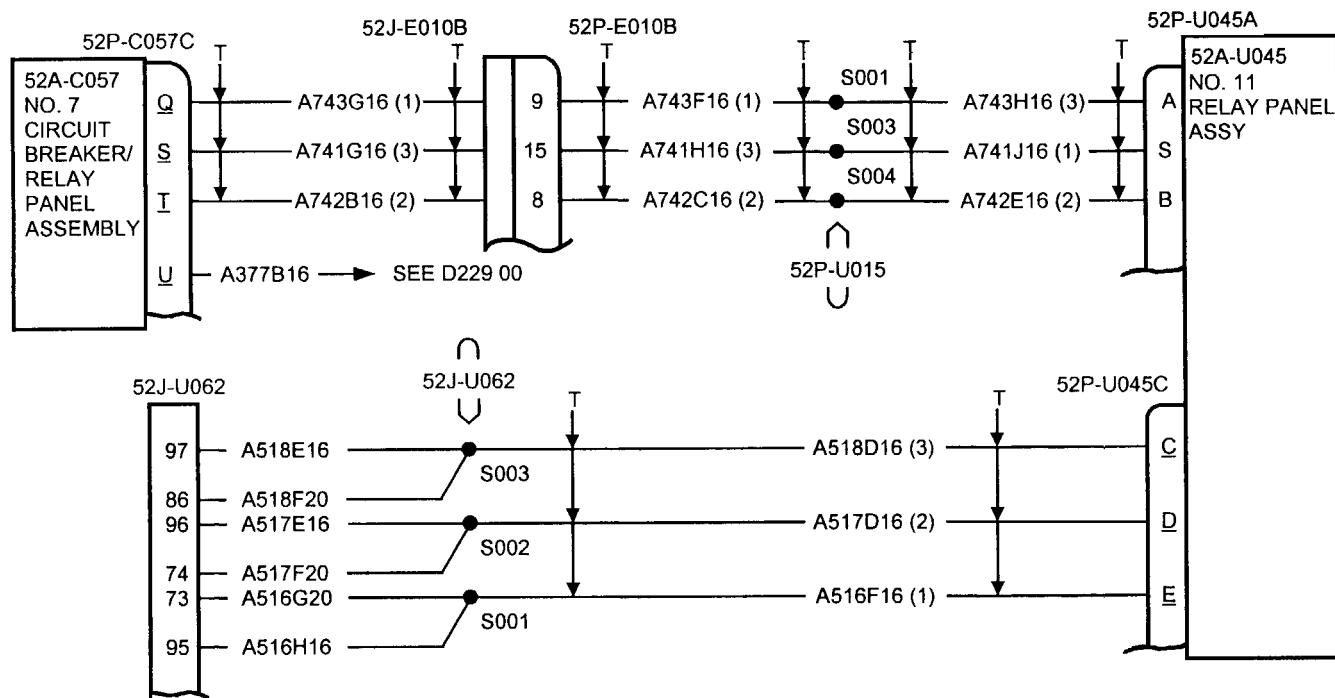 52P-C057C
52J-E010B
52P-E010B
52P-U045A
T
T
T
T
T
T
52A-C057
NO. 7
CIRCUIT
BREAKER/
RELAY
PANEL
ASSEMBLY
52A-U045
NO. 11
RELAY PANEL
ASSY
S001
Q A743G16 (1) 9 A743F16 (1) A743H16 (3) A
S003
S A741G16 (3) 15 A741H16 (3) A741J16 (1) S
S004
T A742B16 (2) 8 A742C16 (2) A742E16 (2) B
U A377B16 SEE D229 00
52P-U015
52J-U062
52J-U062
52P-U045C
T
T
97 A518E16 A518D16 (3) C
S003
86 A518F20
96 A517E16 A517D16 (2) D
S002
74 A517F20
73 A516G20 A516F16 (1) E
S001
95 A516H16